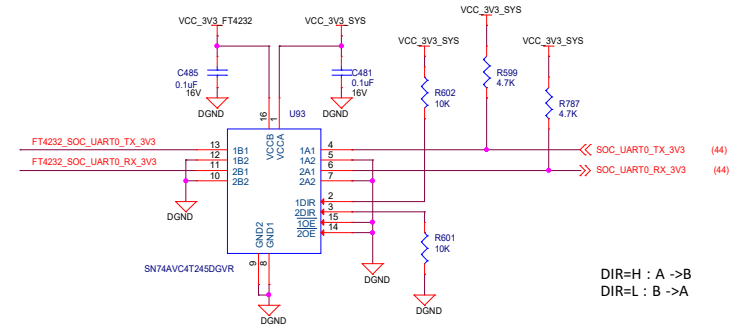 VCC_3V3_FT4232
VCC_3V3_SYS
VCC_3V3_SYS
VCC_3V3_SYS
VCC_3V3_SYS
C485
0.1uF
16V
DGND
C481
0.1uF
16V
DGND
R602
10K
R599
4.7K
R787
4.7K
U93
16
1
VCCB
VCCA
FT4232_SOC_UART0_TX_3V3
13
1B1
1A1
4
SOC_UART0_TX_3V3 (44)
12
1B2
1A2
5
FT4232_SOC_UART0_RX_3V3
11
2B1
2A1
6
SOC_UART0_RX_3V3 (44)
10
2B2
2A2
7
1DIR
2
2DIR
3
1OE
15
2OE
14
DGND
GND2
GND1
9
8
SN74AVC4T245DGVR
R601
10K
DGND
DGND
DGND
DIR=H : A ->B
DIR=L : B ->A